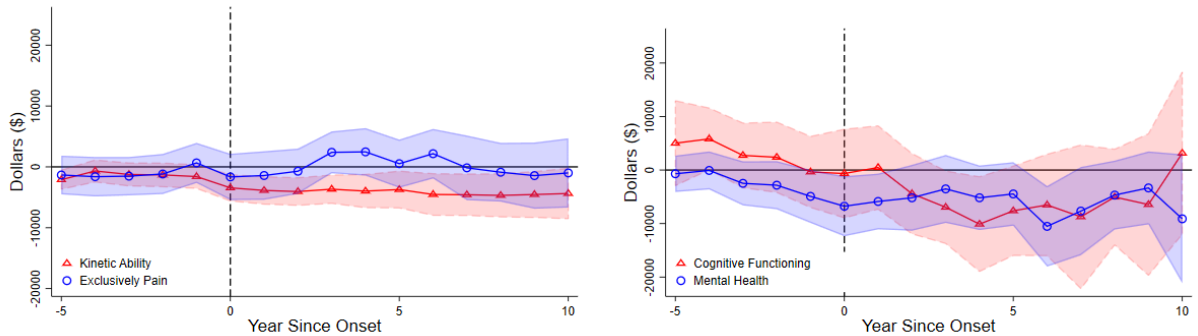 Dollars ($)
20000
10000
0
-10000
-20000
Kinetic Ability
Exclusively Pain
-5
0
5
10
Year Since Onset
Dollars ($)
20000
10000
0
-10000
-20000
Cognitive Functioning
Mental Health
-5
0
5
10
Year Since Onset